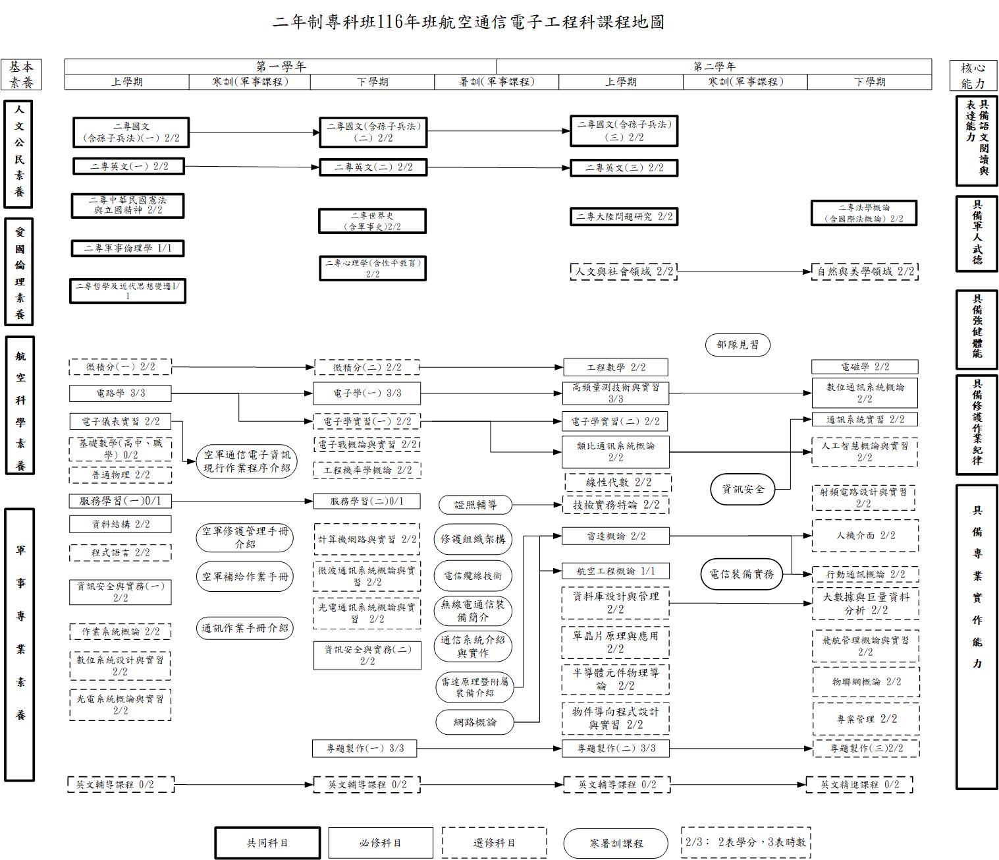 二年制專科班116年班航空通信電子工程科課程地圖
基本
素養
第一學年
第二學年
核心
能力
上學期
寒訓(軍事課程)
下學期
暑訓(軍事課程)
上學期
寒訓(軍事課程)
下學期
人文公民素養
愛國倫理素養
航空科學素養
軍事專業素養
二專國文
(含孫子兵法)(一) 2/2
二專英文(一) 2/2
二專中華民國憲法
與立國精神 2/2
二專軍事倫理學 1/1
二專哲學及近代思想變遷1/
1
微積分(一) 2/2
電路學 3/3
電子儀表實習 2/2
基礎數學(高中、職
學) 0/2
普通物理 2/2
服務學習(一)0/1
資料結構 2/2
程式語言 2/2
資訊安全與實務(一)
2/2
作業系統概論 2/2
數位系統設計與實習
2/2
光電系統概論與實習
2/2
英文輔導課程 0/2
空軍通信電子資訊
現行作業程序介紹
空軍修護管理手冊
介紹
空軍補給作業手冊
通訊作業手冊介紹
二專國文(含孫子兵法)
(二) 2/2
二專英文(二) 2/2
二專世界史
(含軍事史)2/2
二專心理學(含性平教育)
2/2
微積分(二) 2/2
電子學(一) 3/3
電子學實習(一) 2/2
電子戰概論與實習 2/2
工程機率學概論 2/2
服務學習(二)0/1
計算機網路與實習 2/2
微波通訊系統概論與實
習 2/2
光電通訊系統概論與實
習 2/2
資訊安全與實務(二)
2/2
專題製作(一) 3/3
英文輔導課程 0/2
證照輔導
修護組織架構
電信纜線技術
無線電通信裝
備簡介
通信系統介紹
與實作
雷達原理暨附屬
裝備介紹
網路概論
二專國文(含孫子兵法)
(三) 2/2
二專英文(三) 2/2
二專大陸問題研究 2/2
人文與社會領域 2/2
工程數學 2/2
高頻量測技術與實習
3/3
電子學實習(二) 2/2
類比通訊系統概論
2/2
線性代數 2/2
技檢實務特論 2/2
雷達概論 2/2
航空工程概論 1/1
資料庫設計與管理
2/2
單晶片原理與應用
2/2
半導體元件物理導
論 2/2
物件導向程式設計
與實習 2/2
專題製作(二) 3/3
英文輔導課程 0/2
部隊見習
資訊安全
電信裝備實務
二專法學概論
(含國際法概論) 2/2
自然與美學領域 2/2
電磁學 2/2
數位通訊系統概論
2/2
通訊系統實習 2/2
人工智慧概論與實習
2/2
射頻電路設計與實習
2/2
人機介面 2/2
行動通訊概論 2/2
大數據與巨量資料
分析 2/2
飛航管理概論與實習
2/2
物聯網概論 2/2
專案管理 2/2
專題製作(三)2/2
英文精進課程 0/2
具備語文閱讀與
表達能力
具備軍人武德
具備強健體能
具備修護作業紀律
具備專業實作能力
共同科目
必修科目
選修科目
寒暑訓課程
2/3： 2表學分，3表時數